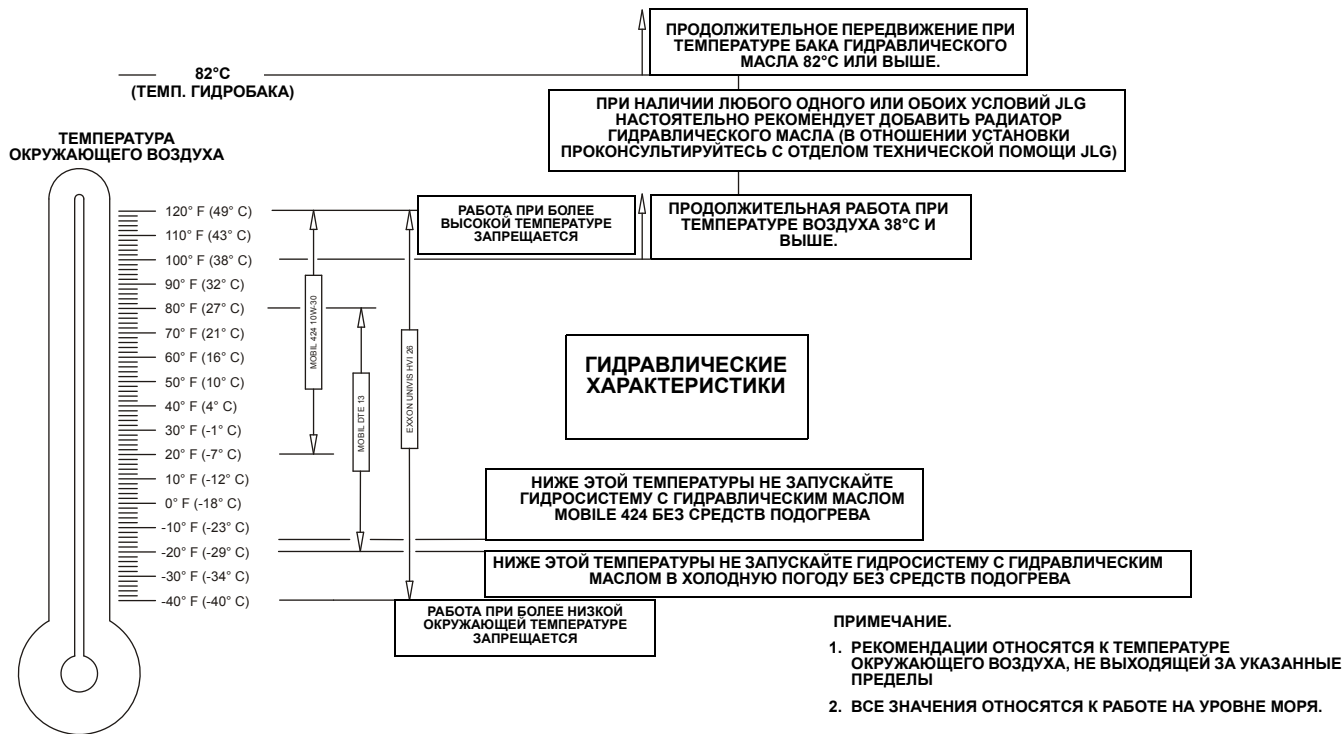 ПРОДОЛЖИТЕЛЬНОЕ ПЕРЕДВИЖЕНИЕ ПРИ
ТЕМПЕРАТУРЕ БАКА ГИДРАВЛИЧЕСКОГО
МАСЛА 82°C ИЛИ ВЫШЕ.
82°C
(ТЕМП. ГИДРОБАКА)
ПРИ НАЛИЧИИ ЛЮБОГО ОДНОГО ИЛИ ОБОИХ УСЛОВИЙ JLG
НАСТОЯТЕЛЬНО РЕКОМЕНДУЕТ ДОБАВИТЬ РАДИАТОР
ГИДРАВЛИЧЕСКОГО МАСЛА (В ОТНОШЕНИИ УСТАНОВКИ
ПРОКОНСУЛЬТИРУЙТЕСЬ С ОТДЕЛОМ ТЕХНИЧЕСКОЙ ПОМОЩИ JLG)
ТЕМПЕРАТУРА
ОКРУЖАЮЩЕГО ВОЗДУХА
120° F (49° C)
110° F (43° C)
100° F (38° C)
90° F (32° C)
80° F (27° C)
70° F (21° C)
60° F (16° C)
50° F (10° C)
40° F (4° C)
30° F (-1° C)
20° F (-7° C)
10° F (-12° C)
0° F (-18° C)
-10° F (-23° C)
-20° F (-29° C)
-30° F (-34° C)
-40° F (-40° C)
MOBIL 424 10W-30
MOBIL DTE 13
EXXON UNIVIS HVI 26
РАБОТА ПРИ БОЛЕЕ
ВЫСОКОЙ ТЕМПЕРАТУРЕ
ЗАПРЕЩАЕТСЯ
ПРОДОЛЖИТЕЛЬНАЯ РАБОТА ПРИ
ТЕМПЕРАТУРЕ ВОЗДУХА 38°C И
ВЫШЕ.
ГИДРАВЛИЧЕСКИЕ
ХАРАКТЕРИСТИКИ
НИЖЕ ЭТОЙ ТЕМПЕРАТУРЫ НЕ ЗАПУСКАЙТЕ
ГИДРОСИСТЕМУ С ГИДРАВЛИЧЕСКИМ МАСЛОМ
MOBILE 424 БЕЗ СРЕДСТВ ПОДОГРЕВА
НИЖЕ ЭТОЙ ТЕМПЕРАТУРЫ НЕ ЗАПУСКАЙТЕ ГИДРОСИСТЕМУ С ГИДРАВЛИЧЕСКИМ
МАСЛОМ В ХОЛОДНУЮ ПОГОДУ БЕЗ СРЕДСТВ ПОДОГРЕВА
РАБОТА ПРИ БОЛЕЕ НИЗКОЙ
ОКРУЖАЮЩЕЙ ТЕМПЕРАТУРЕ
ЗАПРЕЩАЕТСЯ
ПРИМЕЧАНИЕ.
1. РЕКОМЕНДАЦИИ ОТНОСЯТСЯ К ТЕМПЕРАТУРЕ
ОКРУЖАЮЩЕГО ВОЗДУХА, НЕ ВЫХОДЯЩЕЙ ЗА УКАЗАННЫЕ
ПРЕДЕЛЫ
2. ВСЕ ЗНАЧЕНИЯ ОТНОСЯТСЯ К РАБОТЕ НА УРОВНЕ МОРЯ.